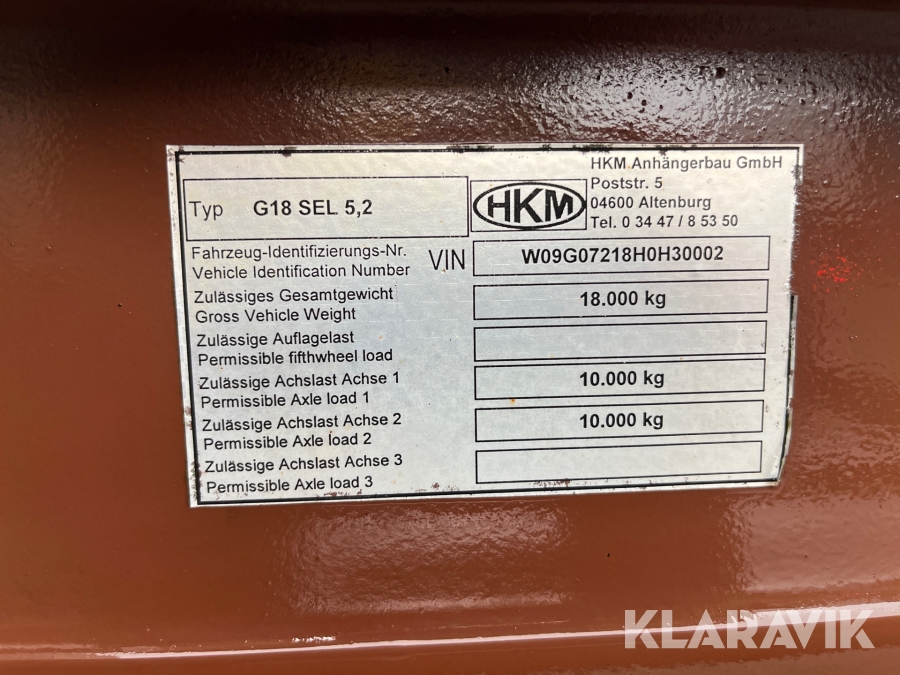 HKM Anhängerbau GmbH
Poststr. 5
04600 Altenburg
Tel. 0 34 47 / 8 53 50
HKM
Typ G18 SEL 5,2
Fahrzeug-Identifizierungs-Nr.
Vehicle Identification Number
VIN W09G07218H0H30002
Zulässiges Gesamtgewicht
Gross Vehicle Weight
18.000 kg
Zulässige Auflagelast
Permissible fifthwheel load
Zulässige Achslast Achse 1
Permissible Axle load 1
10.000 kg
Zulässige Achslast Achse 2
Permissible Axle load 2
10.000 kg
Zulässige Achslast Achse 3
Permissible Axle load 3
KLARAVIK